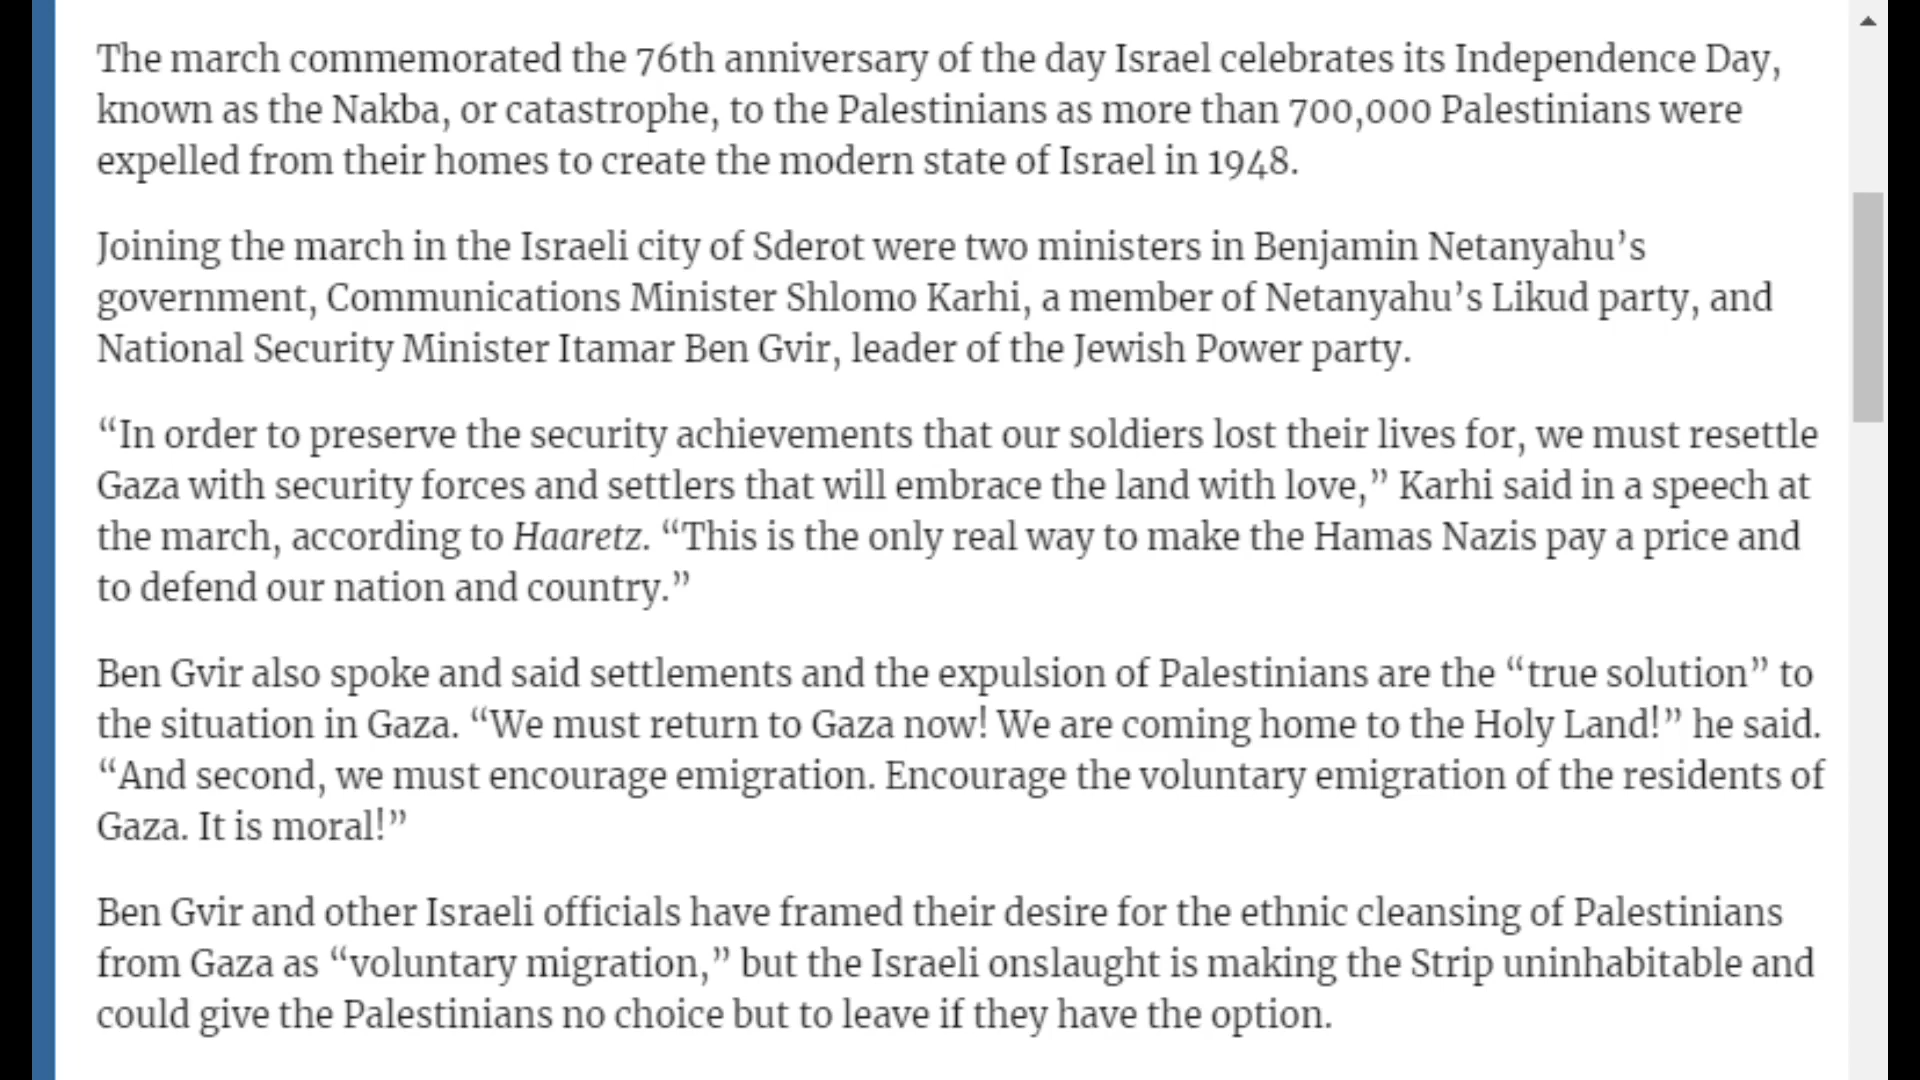 The march commemorated the 76th anniversary of the day Israel celebrates its Independence Day,
known as the Nakba, or catastrophe, to the Palestinians as more than 700,000 Palestinians were
expelled from their homes to create the modern state of Israel in 1948.
Joining the march in the Israeli city of Sderot were two ministers in Benjamin Netanyahu’s
government, Communications Minister Shlomo Karhi, a member of Netanyahu’s Likud party, and
National Security Minister Itamar Ben Gvir, leader of the Jewish Power party.
“In order to preserve the security achievements that our soldiers lost their lives for, we must resettle
Gaza with security forces and settlers that will embrace the land with love,” Karhi said in a speech at
the march, according to Haaretz. “This is the only real way to make the Hamas Nazis pay a price and
to defend our nation and country.”
Ben Gvir also spoke and said settlements and the expulsion of Palestinians are the “true solution” to
the situation in Gaza. “We must return to Gaza now! We are coming home to the Holy Land!” he said.
“And second, we must encourage emigration. Encourage the voluntary emigration of the residents of
Gaza. It is moral!”
Ben Gvir and other Israeli officials have framed their desire for the ethnic cleansing of Palestinians
from Gaza as “voluntary migration,” but the Israeli onslaught is making the Strip uninhabitable and
could give the Palestinians no choice but to leave if they have the option.